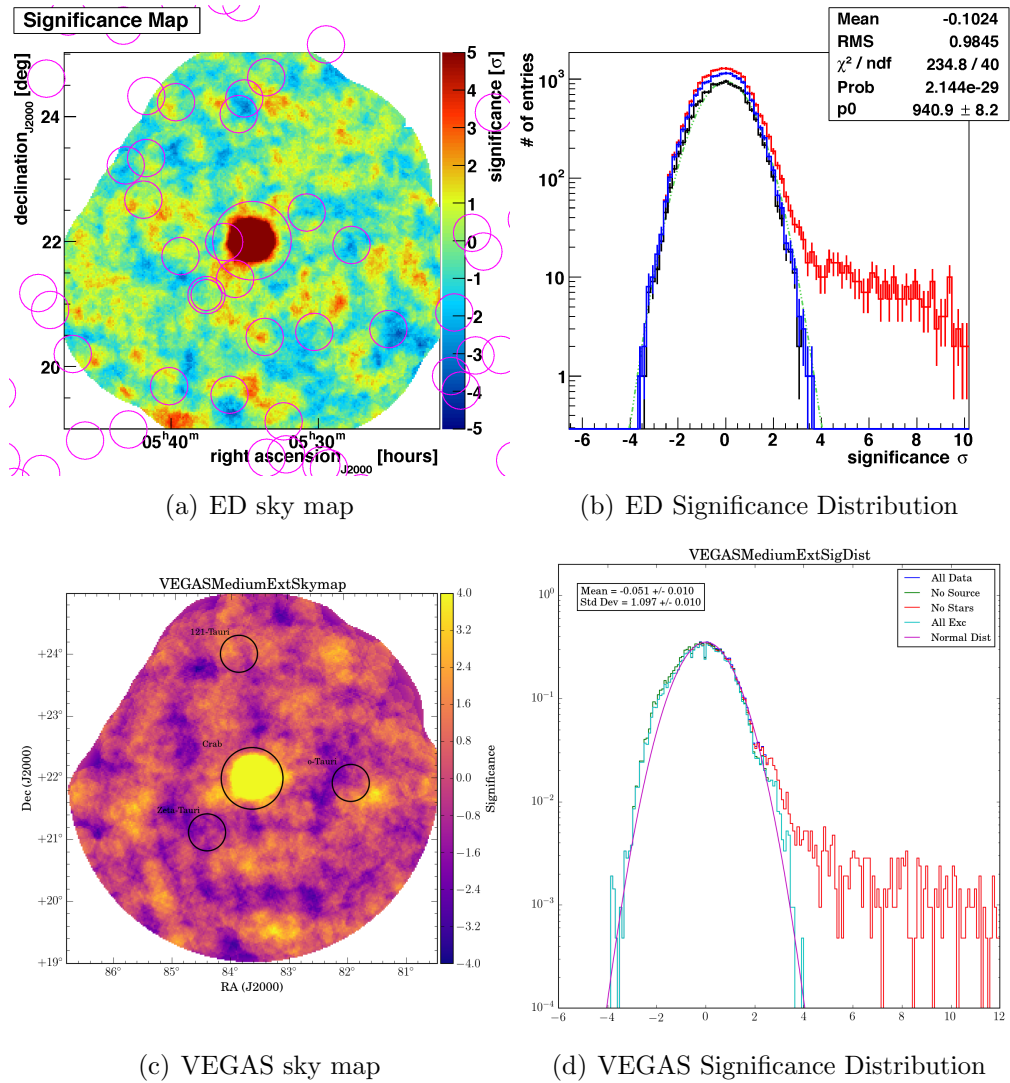 Significance Map
declination J2000 [deg]
24
22
20
05 40m 05 30m
right ascension J2000 [hours]
5
4
3
2
1
0
-1
-2
-3
-4
-5
significance [σ]
Mean -0.1024
RMS 0.9845
χ² / ndf 234.8 / 40
Prob 2.144e-29
p0 940.9 ± 8.2
# of entries
10³
10²
10
1
-6 -4 -2 0 2 4 6 8 10
significance σ
(a) ED sky map
(b) ED Significance Distribution
VEGASMediumExtSkymap
Dec (J2000)
+24°
+23°
+22°
+21°
+20°
+19°
121-Tauri
Crab
o-Tauri
Zeta-Tauri
86° 85° 84° 83° 82° 81°
RA (J2000)
4.0
3.2
2.4
1.6
0.8
0.0
−0.8
−1.6
−2.4
−3.2
−4.0
Significance
VEGASMediumExtSigDist
Mean = -0.051 +/- 0.010
Std Dev = 1.097 +/- 0.010
All Data
No Source
No Stars
All Exc
Normal Dist
10⁰
10⁻¹
10⁻²
10⁻³
10⁻⁴
−6 −4 −2 0 2 4 6 8 10 12
(c) VEGAS sky map
(d) VEGAS Significance Distribution